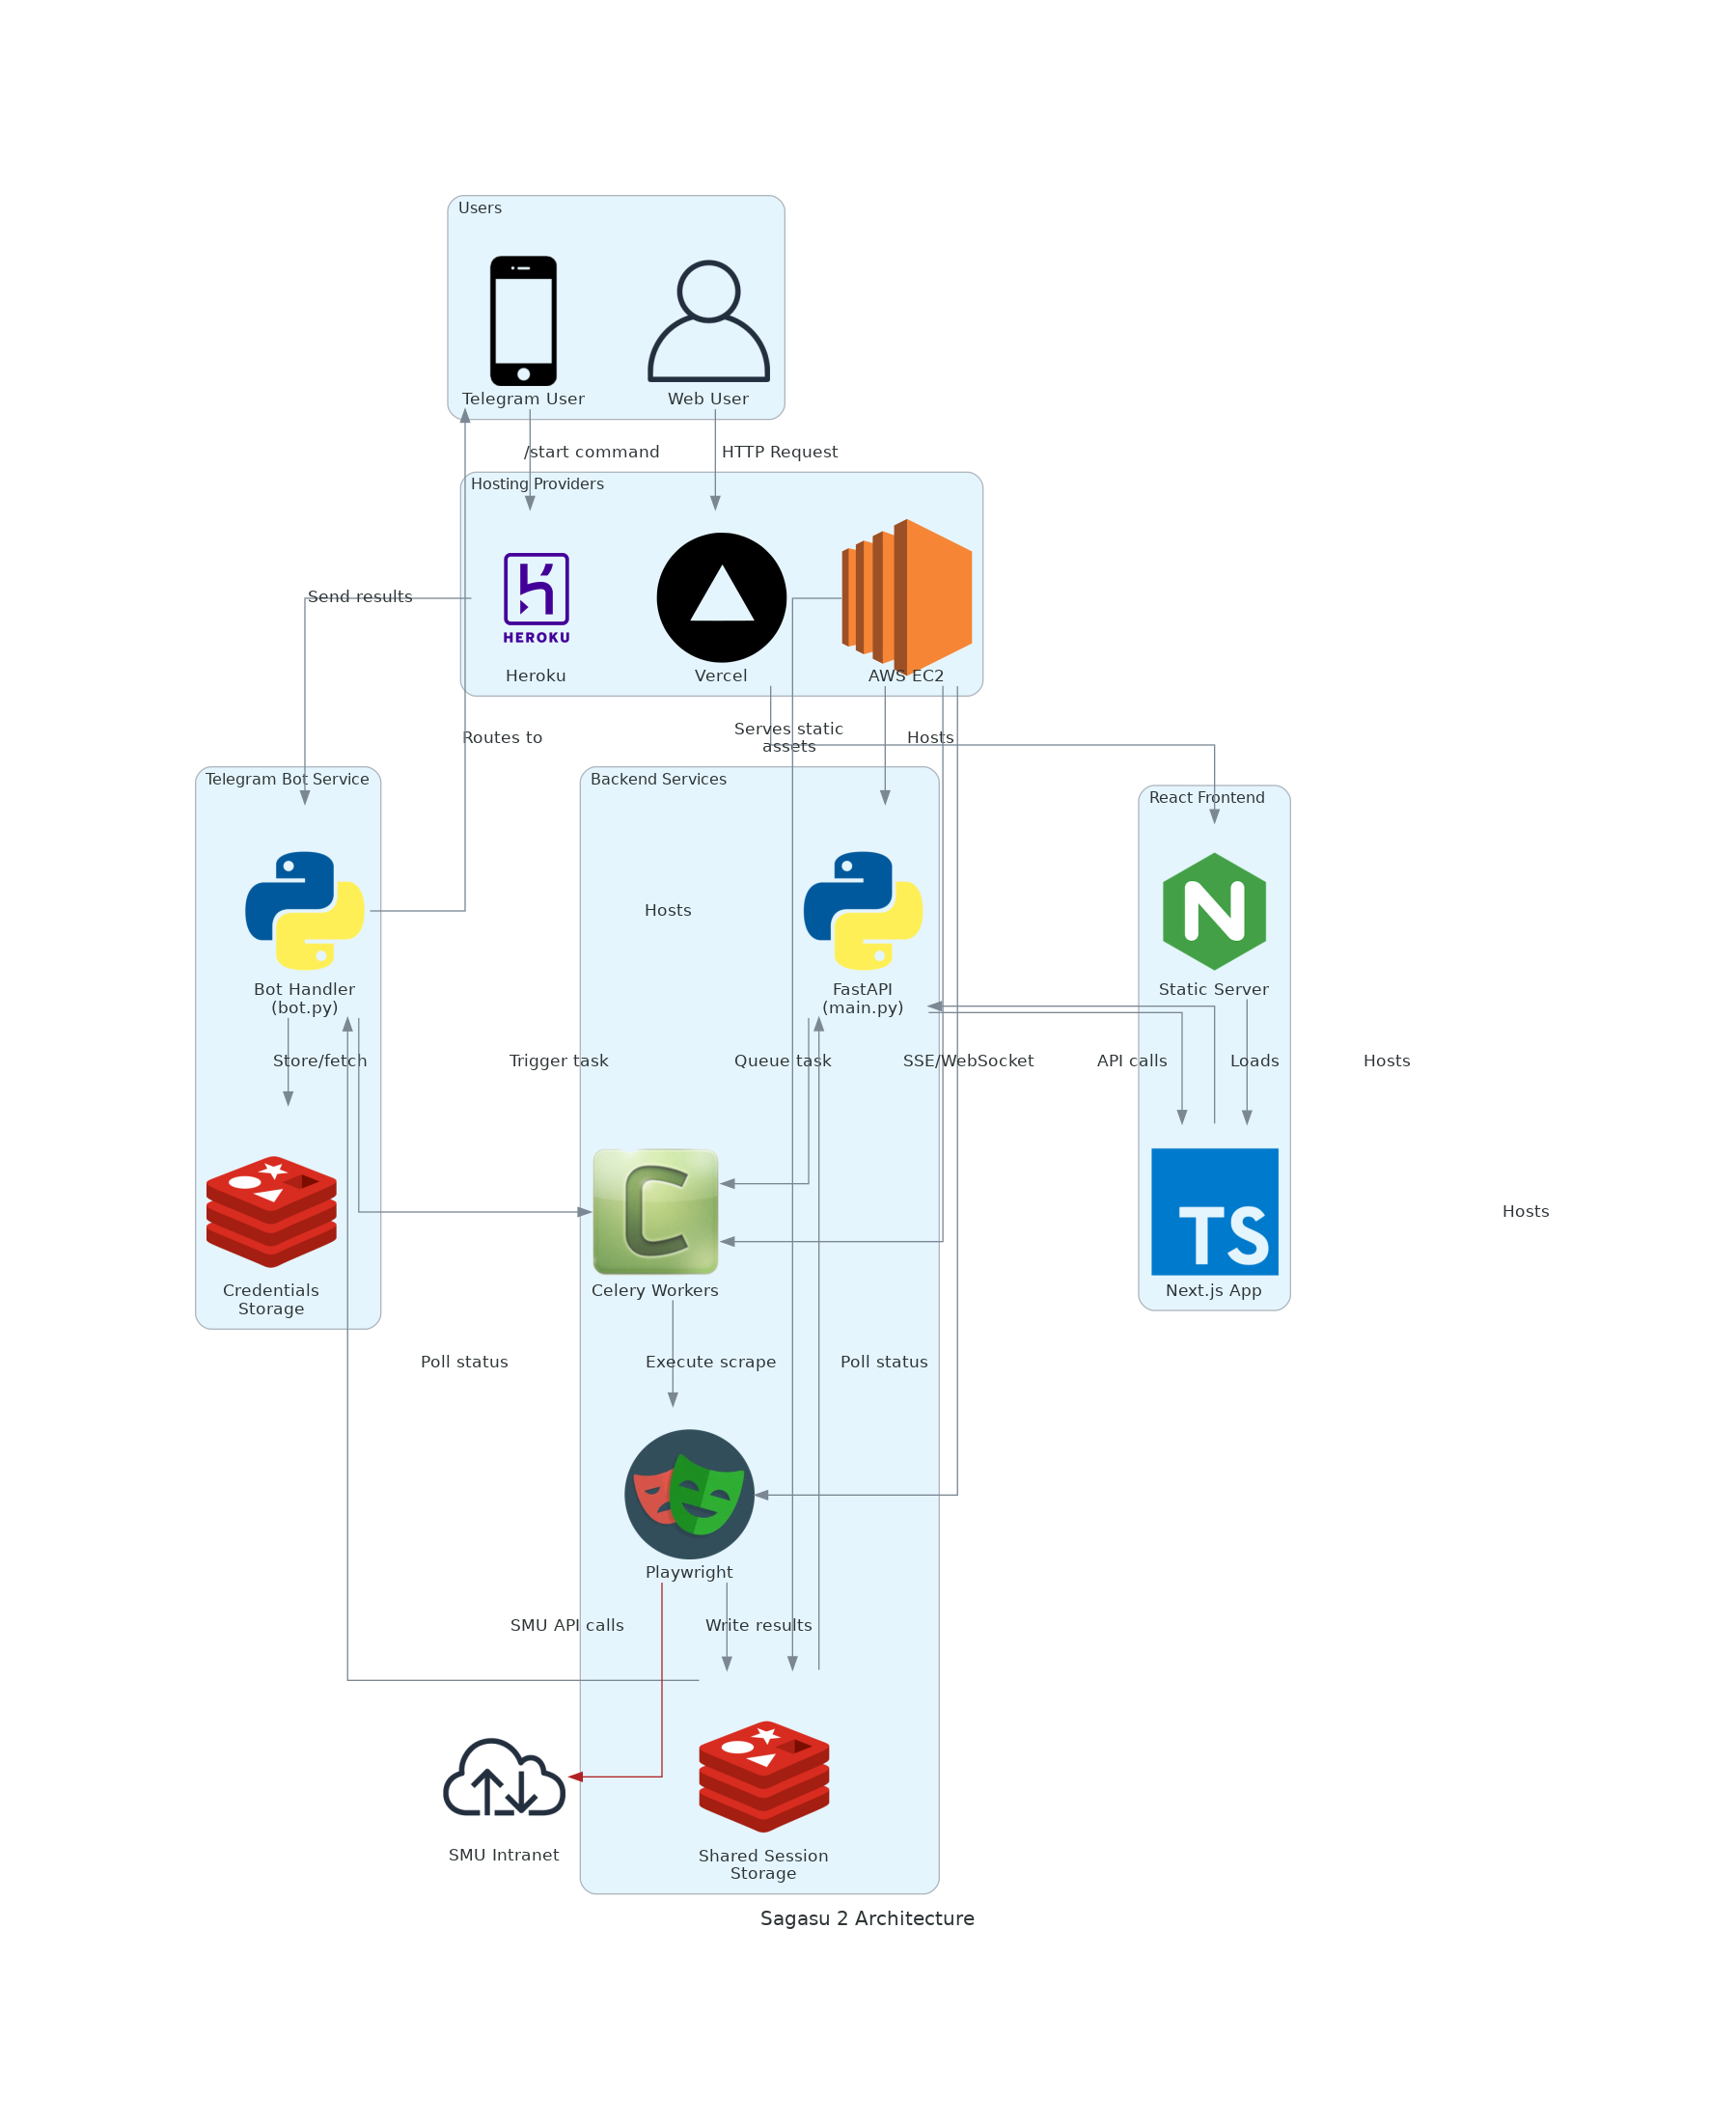 Users
Telegram User
Web User
/start command
HTTP Request
Hosting Providers
Send results
HEROKU
Heroku
Vercel
AWS EC2
Routes to
Serves static
assets
Hosts
Telegram Bot Service
Backend Services
React Frontend
Hosts
Bot Handler
(bot.py)
FastAPI
(main.py)
Static Server
Store/fetch
Trigger task
Queue task
SSE/WebSocket
API calls
Loads
Hosts
TS
Hosts
Credentials
Storage
Celery Workers
Next.js App
Poll status
Execute scrape
Poll status
Playwright
SMU API calls
Write results
SMU Intranet
Shared Session
Storage
Sagasu 2 Architecture